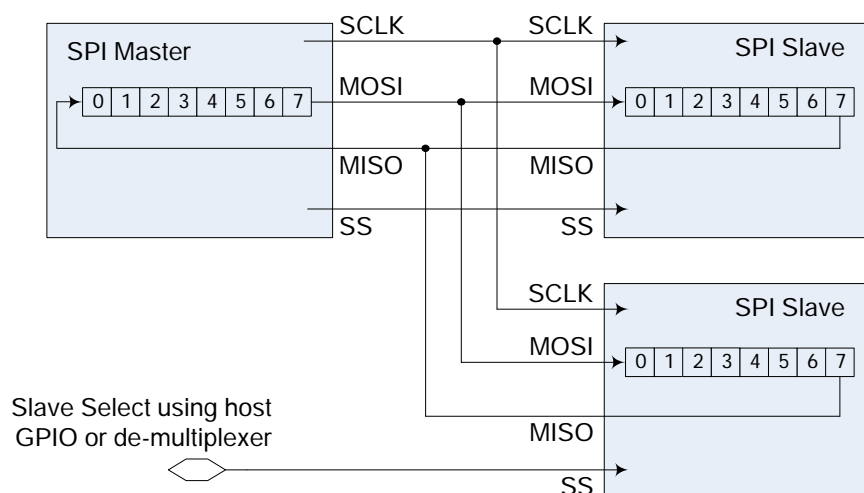 SCLK SCLK
SPI Master SPI Slave
MOSI MOSI
0 1 2 3 4 5 6 7 0 1 2 3 4 5 6 7
MISO MISO
SS SS
SCLK
SPI Slave
MOSI
0 1 2 3 4 5 6 7
Slave Select using host
GPIO or de-multiplexer
MISO
SS